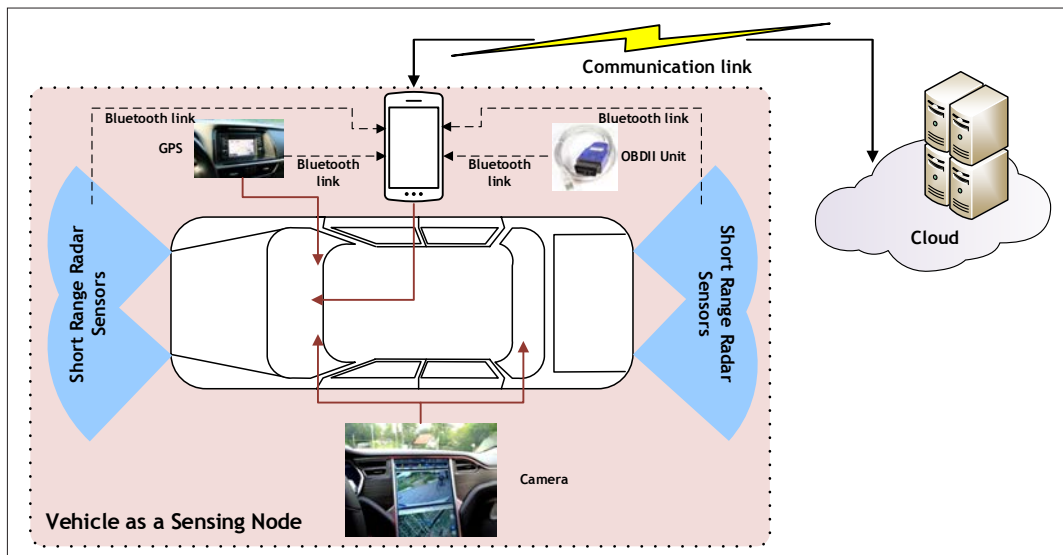 Communication link
Bluetooth link
Bluetooth link
GPS
Bluetooth
link
Bluetooth
link
OBDII Unit
Cloud
Short Range Radar
Sensors
Short Range Radar
Sensors
Camera
Vehicle as a Sensing Node